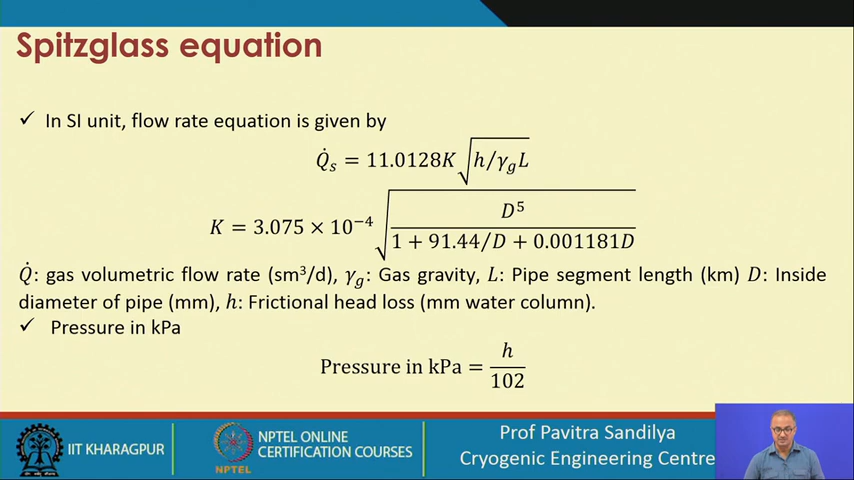 Spitzglass equation
✓ In SI unit, flow rate equation is given by
Q̇ₛ = 11.0128K √(h/γ_g L)
K = 3.075 × 10⁻⁴ √(D⁵ / (1 + 91.44/D + 0.001181D))
Q̇: gas volumetric flow rate (sm³/d), γ_g: Gas gravity, L: Pipe segment length (km) D: Inside
diameter of pipe (mm), h: Frictional head loss (mm water column).
✓ Pressure in kPa
Pressure in kPa = h/102
IIT KHARAGPUR
NPTEL
NPTEL ONLINE
CERTIFICATION COURSES
Prof Pavitra Sandilya
Cryogenic Engineering Centre